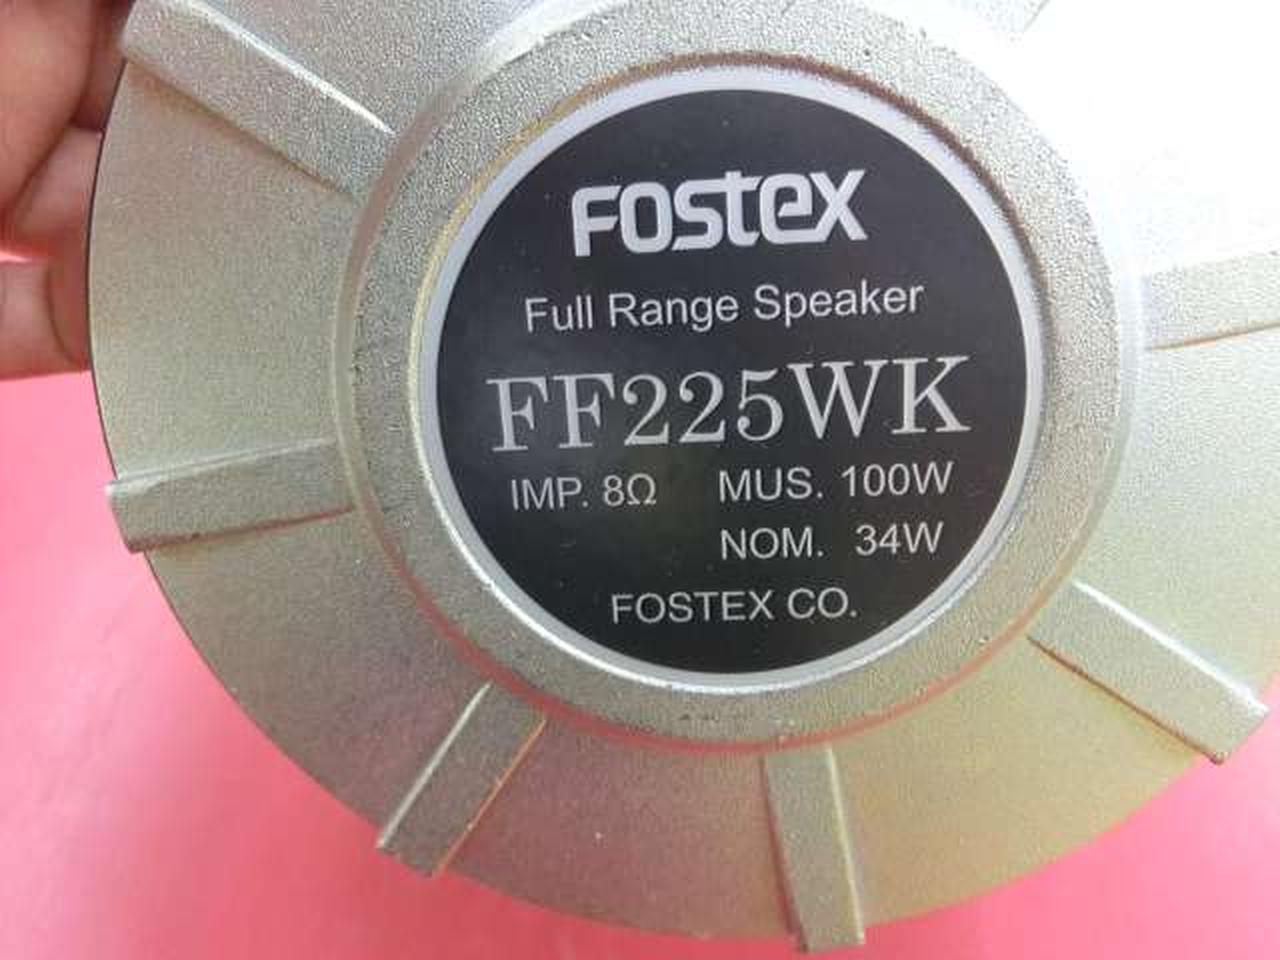 FOSTEX
Full Range Speaker
FF225WK
IMP. 8Ω MUS. 100W
NOM. 34W
FOSTEX CO.